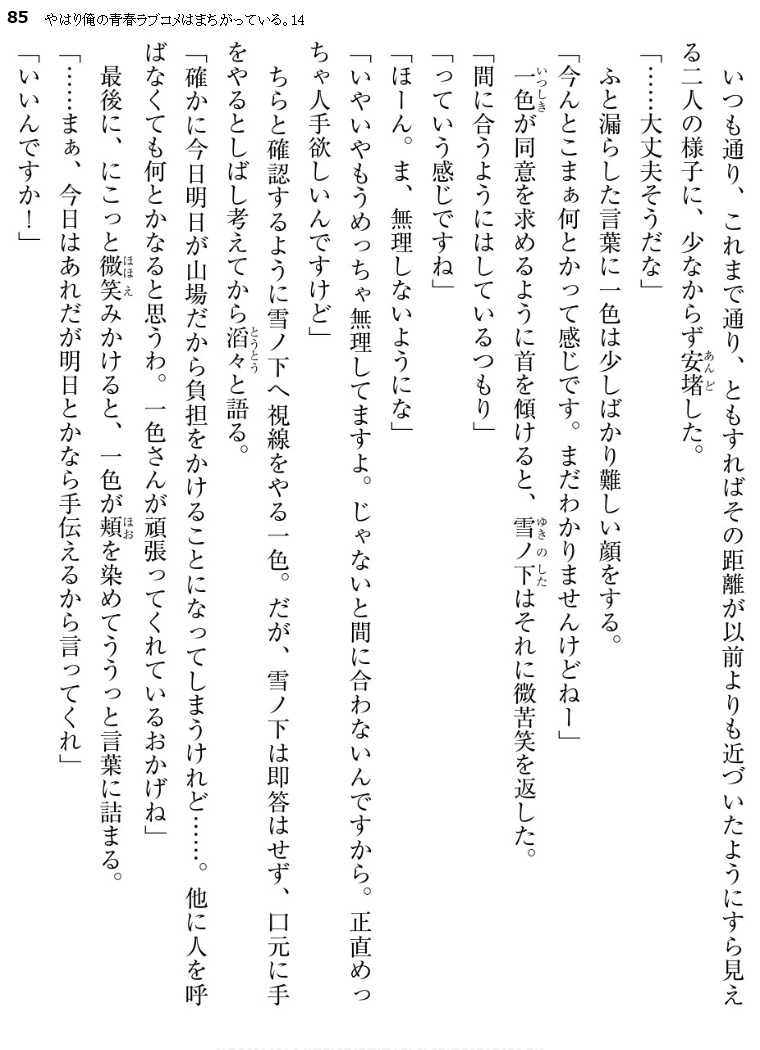 85 やはり俺の青春ラブコメはまちがっている。14
　いつも通り、これまで通り、ともすればその距離が以前よりも近づいたようにすら見え
る二人の様子に、少なからず安堵した。
「……大丈夫そうだな」
　ふと漏らした言葉に一色は少しばかり難しい顔をする。
「今んとこまぁ何とかって感じです。まだわかりませんけどねー」
　一色が同意を求めるように首を傾けると、雪ノ下はそれに微苦笑を返した。
「間に合うようにはしているつもり」
「っていう感じですね」
「ほーん。ま、無理しないようにな」
「いやいやもうめっちゃ無理してますよ。じゃないと間に合わないんですから。正直めっ
ちゃ人手欲しいんですけど」
　ちらと確認するように雪ノ下へ視線をやる一色。だが、雪ノ下は即答はせず、口元に手
をやるとしばし考えてから滔々と語る。
「確かに今日明日が山場だから負担をかけることになってしまうけれど……。他に人を呼
ばなくても何とかなると思うわ。一色さんが頑張ってくれているおかげね」
　最後に、にこっと微笑みかけると、一色が頬を染めてううっと言葉に詰まる。
「……まぁ、今日はあれだが明日とかなら手伝えるから言ってくれ」
「いいんですか！」